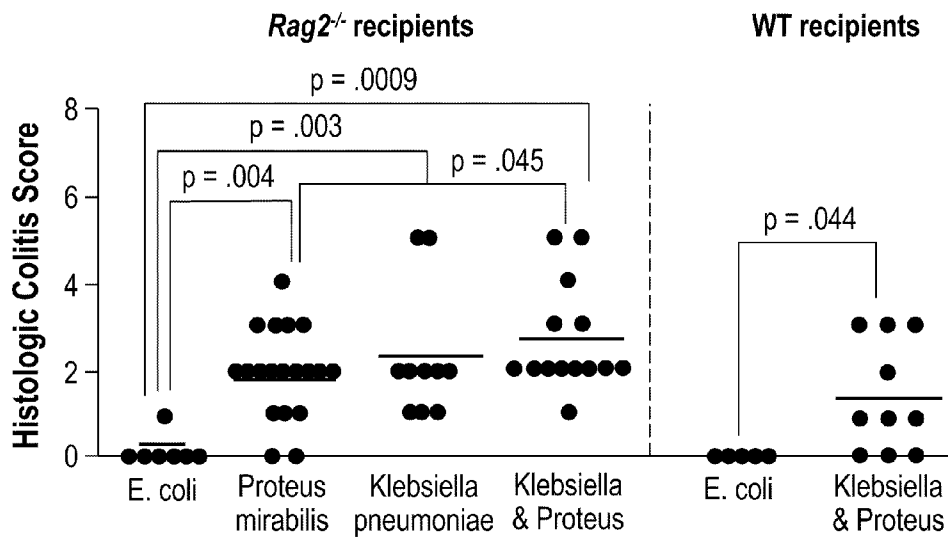 Rag2-/- recipients
WT recipients
p = .0009
p = .003
p = .045
p = .004
p = .044
Histologic Colitis Score
8
6
4
2
0
E. coli
Proteus
mirabilis
Klebsiella
pneumoniae
Klebsiella
& Proteus
E. coli
Klebsiella
& Proteus